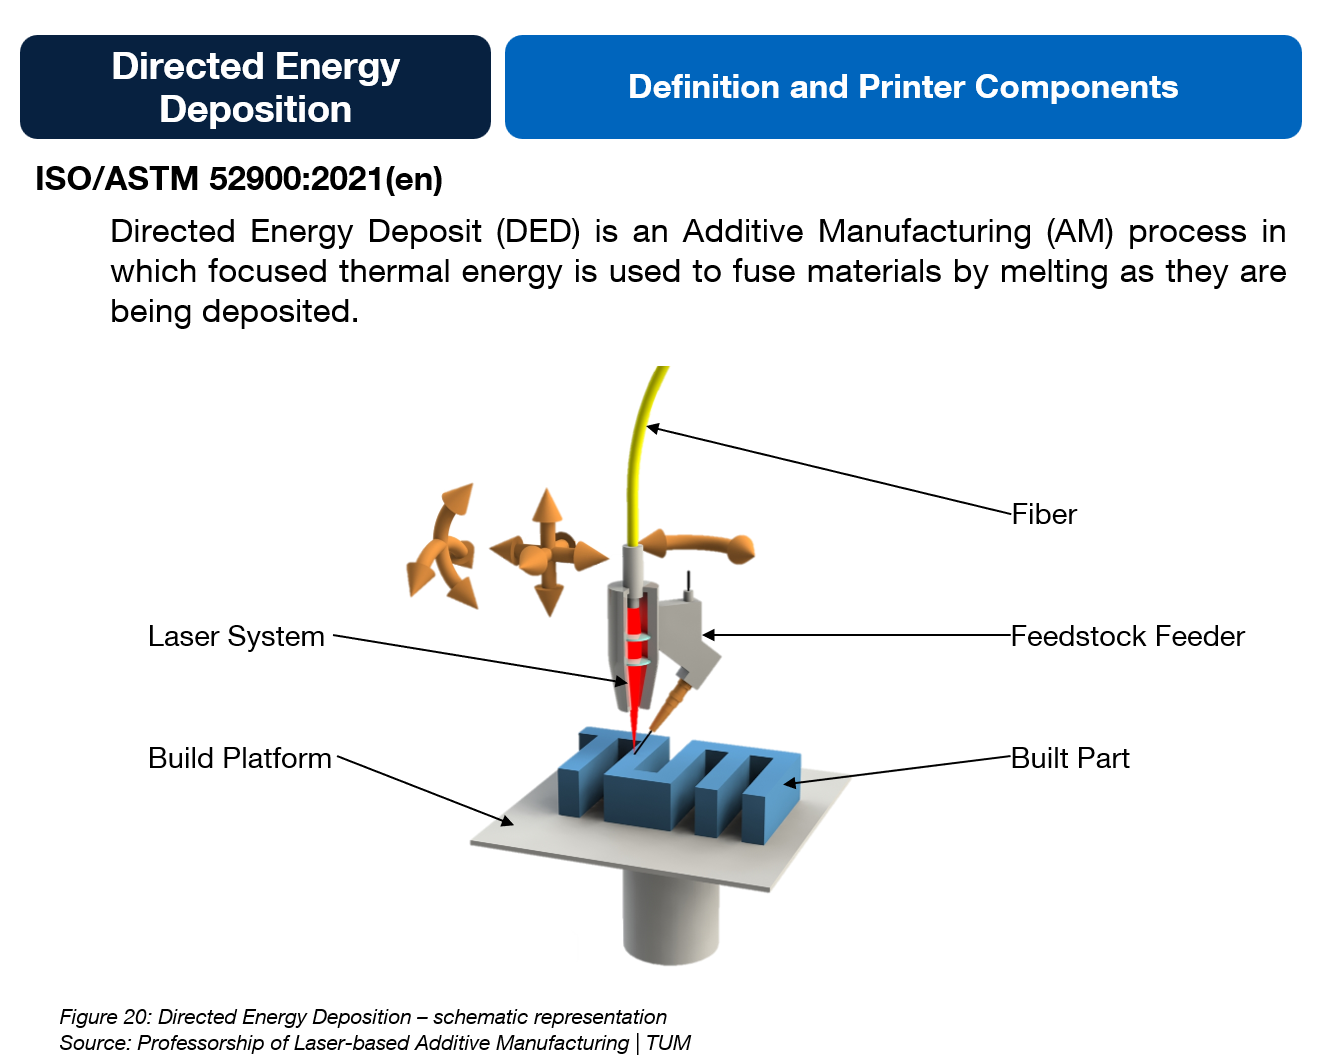 Directed Energy
Deposition
Definition and Printer Components
ISO/ASTM 52900:2021(en)
Directed Energy Deposit (DED) is an Additive Manufacturing (AM) process in
which focused thermal energy is used to fuse materials by melting as they are
being deposited.
Fiber
Laser System
Feedstock Feeder
Build Platform
Built Part
Figure 20: Directed Energy Deposition – schematic representation
Source: Professorship of Laser-based Additive Manufacturing | TUM